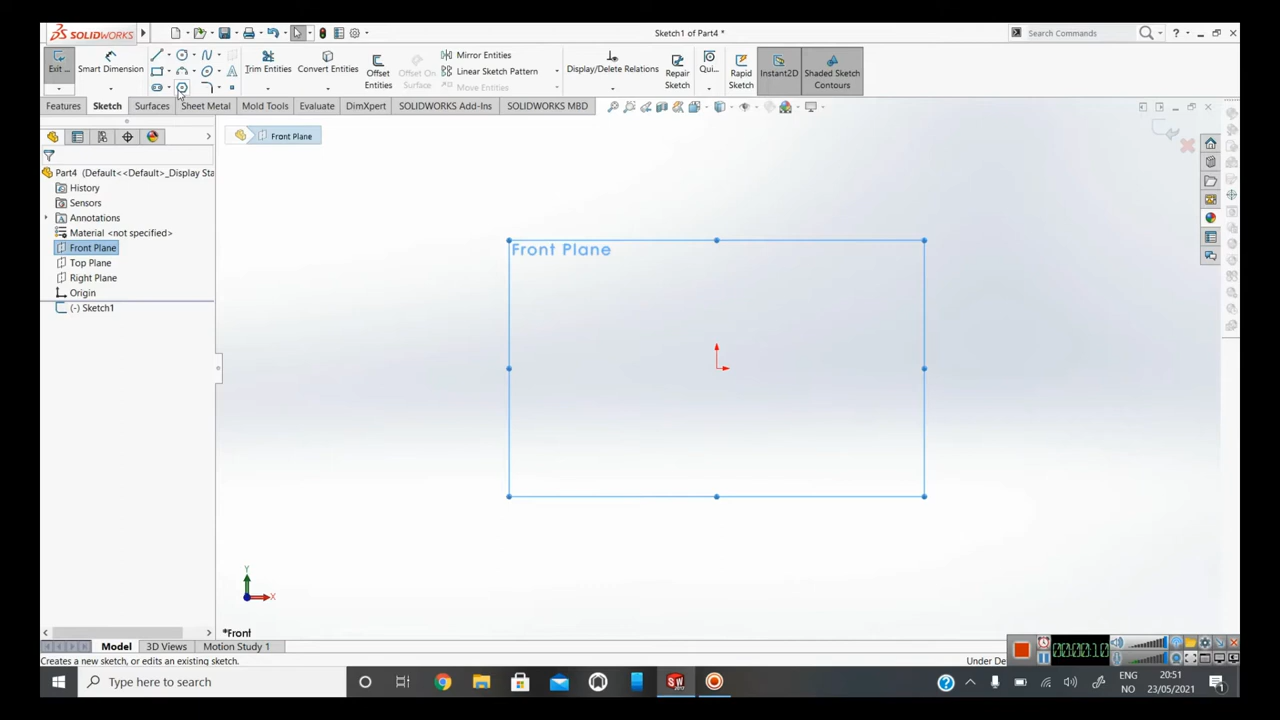 SOLIDWORKS
Sketch1 of Part4 *
Search Commands
Exit ...
Smart Dimension
Trim Entities
Convert Entities
Offset Entities
Offset On Surface
Mirror Entities
Linear Sketch Pattern
Move Entities
Display/Delete Relations
Repair Sketch
Qui...
Rapid Sketch
Instant2D
Shaded Sketch Contours
Features
Sketch
Surfaces
Sheet Metal
Mold Tools
Evaluate
DimXpert
SOLIDWORKS Add-Ins
SOLIDWORKS MBD
Front Plane
Part4 (Default<<Default>_Display Sta
History
Sensors
Annotations
Material <not specified>
Front Plane
Top Plane
Right Plane
Origin
(-) Sketch1
Front Plane
Y
X
*Front
Model
3D Views
Motion Study 1
Creates a new sketch, or edits an existing sketch.
Under De
000010
Type here to search
SW
2017
ENG
NO
20:51
23/05/2021
1